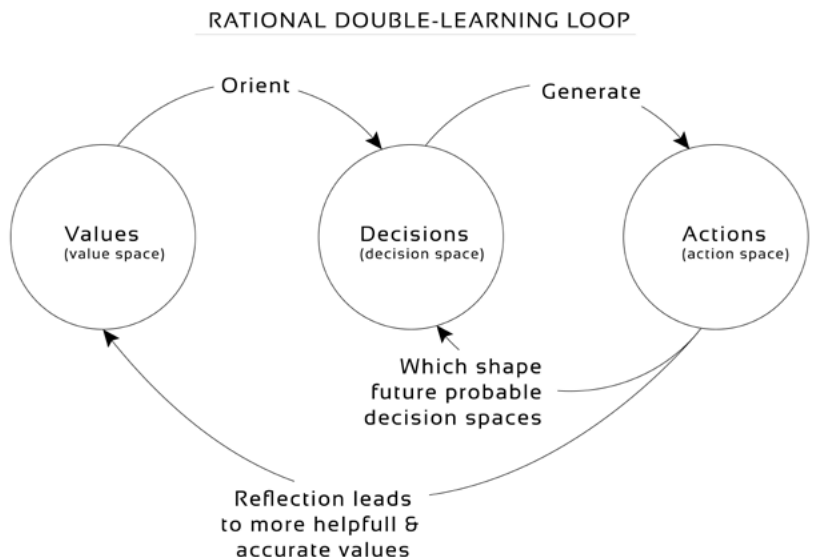 RATIONAL DOUBLE-LEARNING LOOP
Orient
Generate
Values
(value space)
Decisions
(decision space)
Actions
(action space)
Which shape
future probable
decision spaces
Reflection leads
to more helpfull &
accurate values